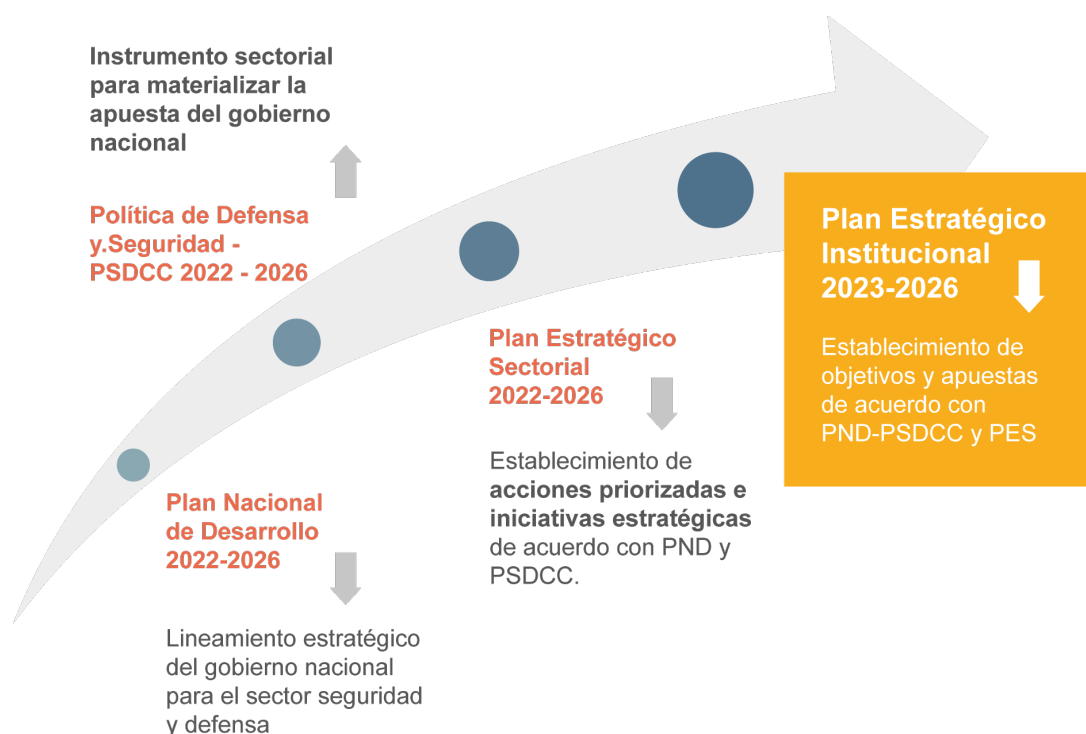 Instrumento sectorial
para materializar la
apuesta del gobierno
nacional
Política de Defensa
y.Seguridad -
PSDCC 2022 - 2026
Plan Nacional
de Desarrollo
2022-2026
Lineamiento estratégico
del gobierno nacional
para el sector seguridad
y defensa
Plan Estratégico
Sectorial
2022-2026
Establecimiento de
acciones priorizadas e
iniciativas estratégicas
de acuerdo con PND y
PSDCC.
Plan Estratégico
Institucional
2023-2026
Establecimiento de
objetivos y apuestas
de acuerdo con
PND-PSDCC y PES